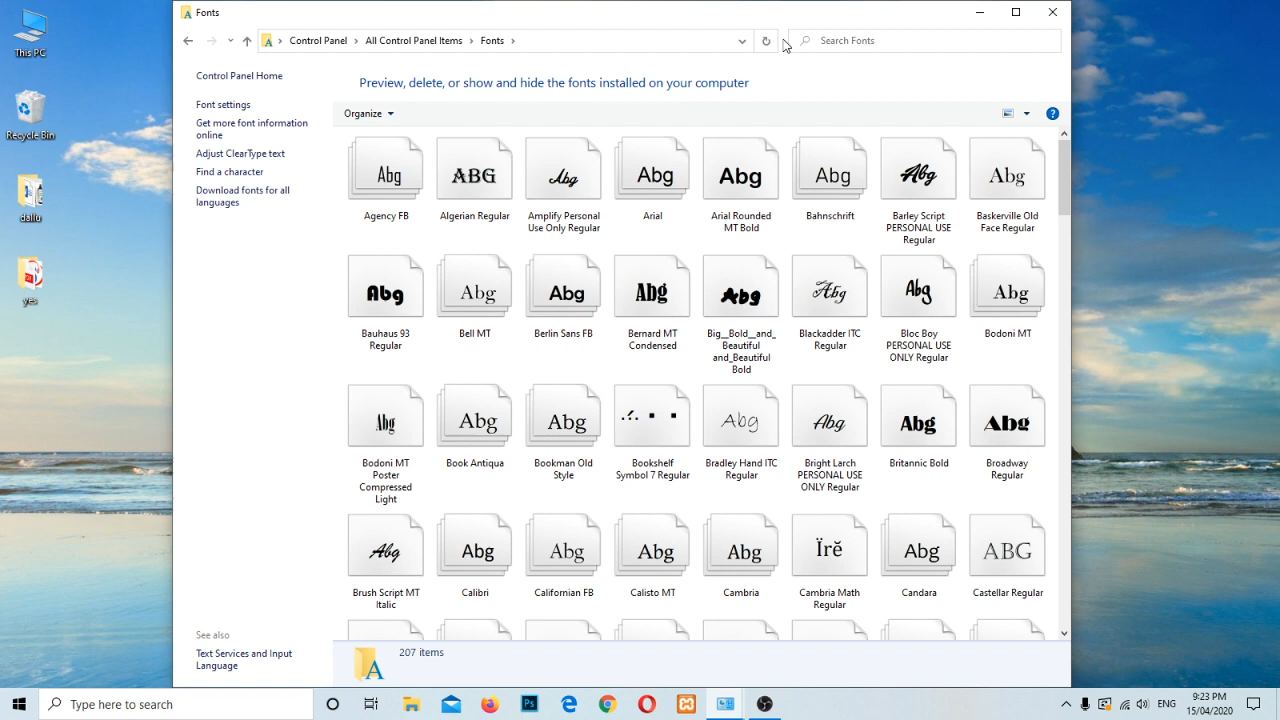 This PC
Recycle Bin
dallu
yes
Fonts
Control Panel
All Control Panel Items
Fonts
Search Fonts
Control Panel Home
Font settings
Get more font information
online
Adjust ClearType text
Find a character
Download fonts for all
languages
See also
Text Services and Input
Language
Preview, delete, or show and hide the fonts installed on your computer
Organize
Abg
ABG
Abg
Abg
Abg
Abg
Abg
Abg
Agency FB
Algerian Regular
Amplify Personal
Use Only Regular
Arial
Arial Rounded
MT Bold
Bahnschrift
Barley Script
PERSONAL USE
Regular
Baskerville Old
Face Regular
Abg
Abg
Abg
Abg
Abg
Abg
Abg
Abg
Bauhaus 93
Regular
Bell MT
Berlin Sans FB
Bernard MT
Condensed
Big__Bold__and_
Beautiful
and_Beautiful
Bold
Blackadder ITC
Regular
Bloc Boy
PERSONAL USE
ONLY Regular
Bodoni MT
Abg
Abg
Abg
Abg
Abg
Abg
Abg
Bodoni MT
Poster
Compressed
Light
Book Antiqua
Bookman Old
Style
Bookshelf
Symbol 7 Regular
Bradley Hand ITC
Regular
Bright Larch
PERSONAL USE
ONLY Regular
Britannic Bold
Broadway
Regular
Abg
Abg
Abg
Abg
Abg
Ïrĕ
Abg
ABG
Brush Script MT
Italic
Calibri
Californian FB
Calisto MT
Cambria
Cambria Math
Regular
Candara
Castellar Regular
207 items
Type here to search
Ps
ENG
9:23 PM
15/04/2020